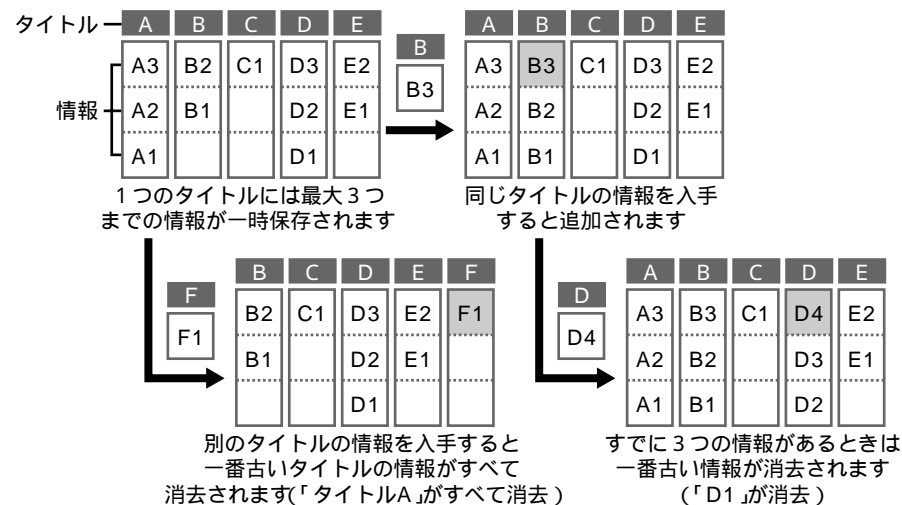 タイトル A B C D E
情報
A3 B2 C1 D3 E2
A2 B1 D2 E1
A1 D1
1つのタイトルには最大3つ
までの情報が一時保存されます
B
B3
A B C D E
A3 B3 C1 D3 E2
A2 B2 D2 E1
A1 B1 D1
同じタイトルの情報を入手
すると追加されます
F
F1
B C D E F
B2 C1 D3 E2 F1
B1 D2 E1
D1
別のタイトルの情報を入手すると
一番古いタイトルの情報がすべて
消去されます(「タイトルA」がすべて消去)
D
D4
A B C D E
A3 B3 C1 D4 E2
A2 B2 D3 E1
A1 B1 D2
すでに3つの情報があるときは
一番古い情報が消去されます
(「D1」が消去)